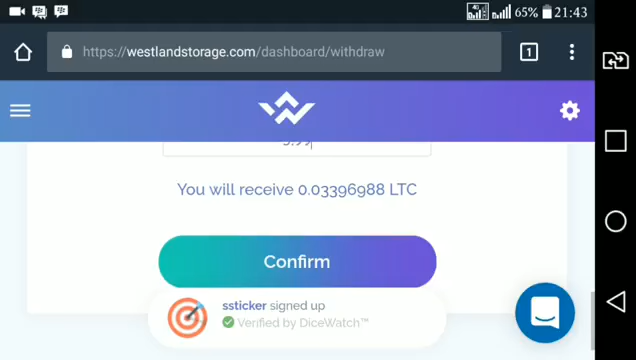 4G 65% 21:43
https://westlandstorage.com/dashboard/withdraw 1
You will receive 0.03396988 LTC
Confirm
ssticker signed up
Verified by DiceWatch™